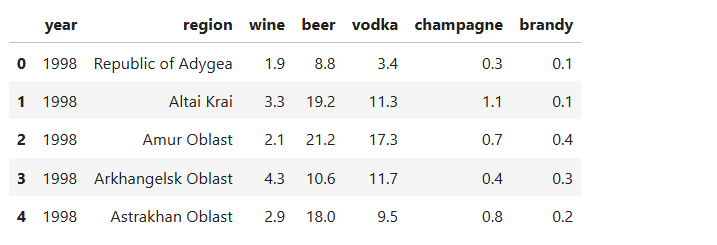 year region wine beer vodka champagne brandy
0 1998 Republic of Adygea 1.9 8.8 3.4 0.3 0.1
1 1998 Altai Krai 3.3 19.2 11.3 1.1 0.1
2 1998 Amur Oblast 2.1 21.2 17.3 0.7 0.4
3 1998 Arkhangelsk Oblast 4.3 10.6 11.7 0.4 0.3
4 1998 Astrakhan Oblast 2.9 18.0 9.5 0.8 0.2